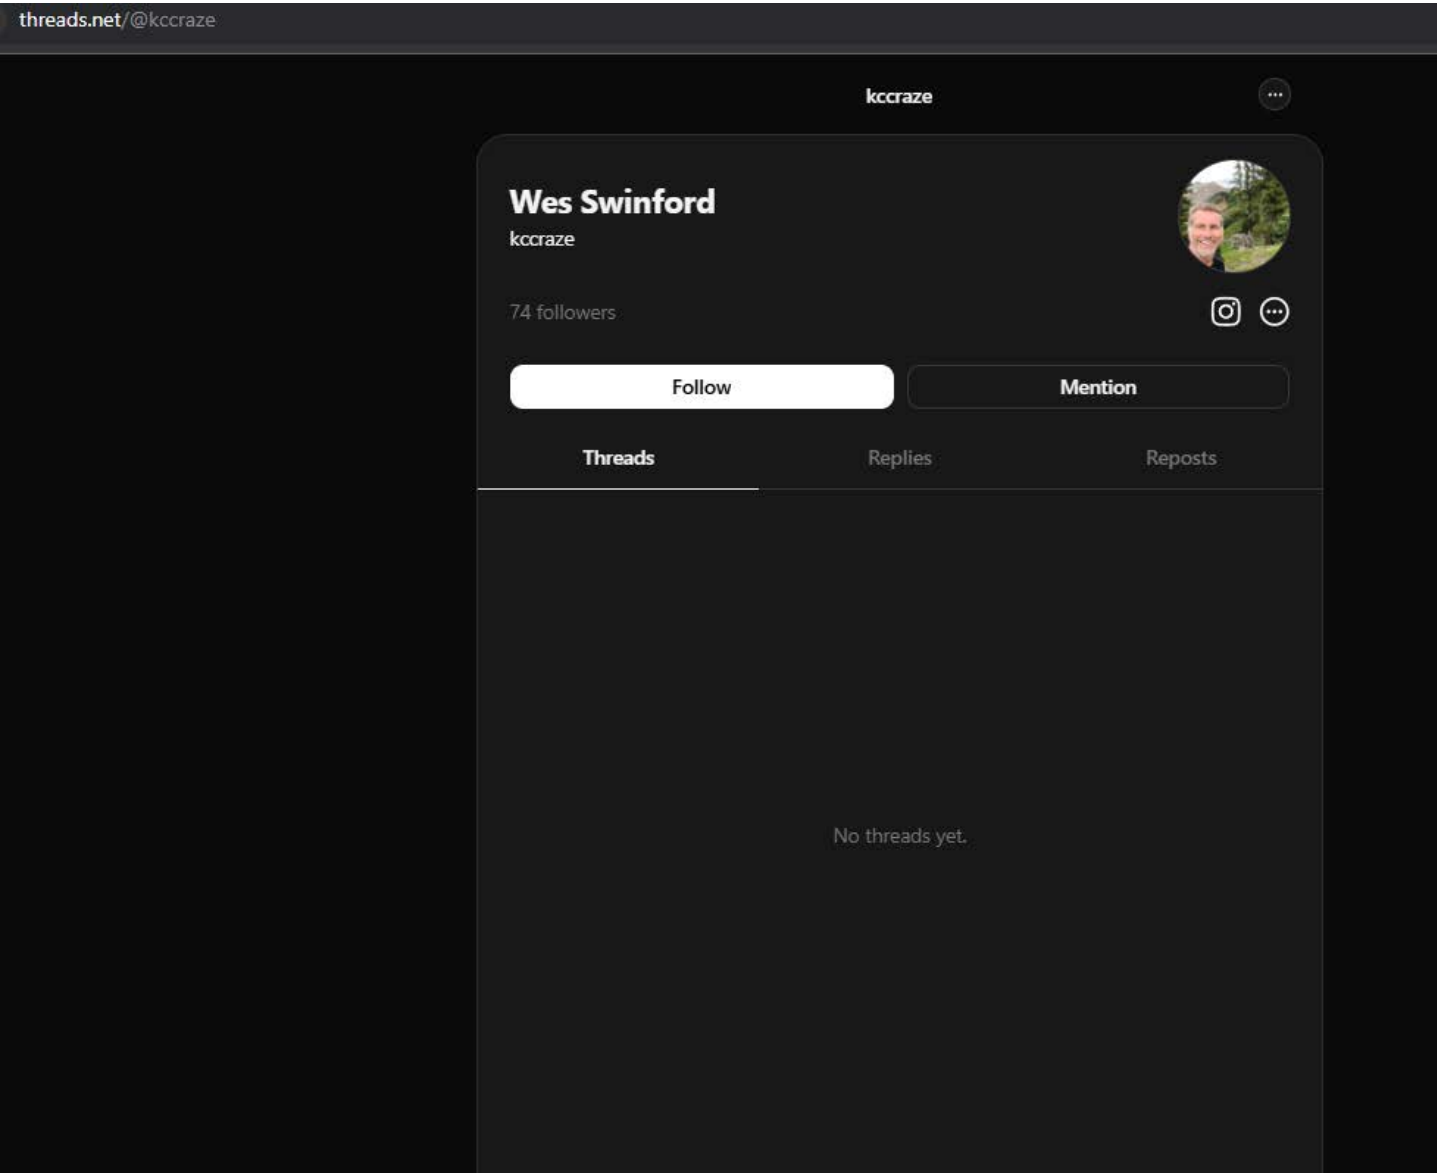 threads.net/@kccraze
kccraze
Wes Swinford
kccraze
74 followers
Follow
Mention
Threads
Replies
Reposts
No threads yet.